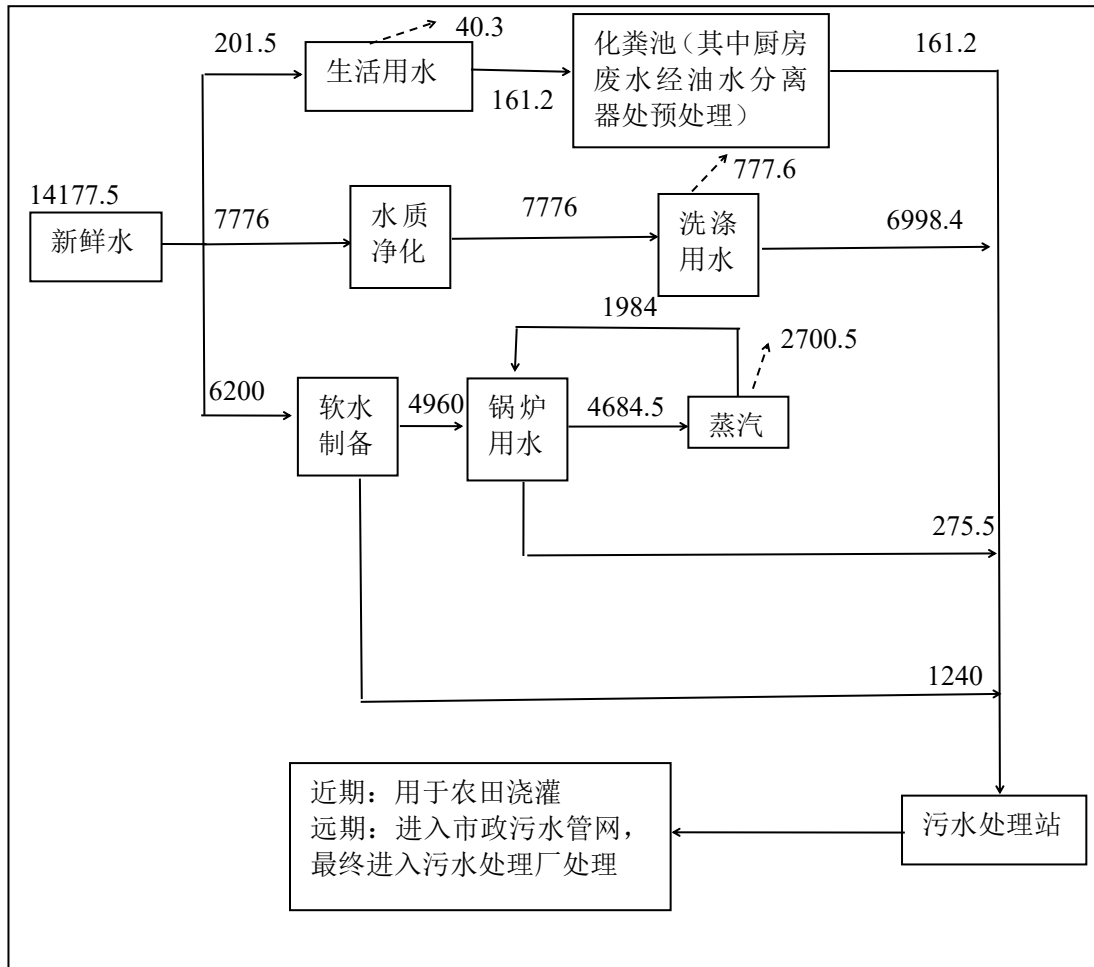 201.5
40.3
生活用水
161.2
化粪池（其中厨房
废水经油水分离
器处预处理）
161.2
14177.5
新鲜水
7776
水质
净化
7776
777.6
洗涤
用水
6998.4
1984
2700.5
6200
软水
制备
4960
锅炉
用水
4684.5
蒸汽
275.5
1240
近期：用于农田浇灌
远期：进入市政污水管网，
最终进入污水处理厂处理
污水处理站